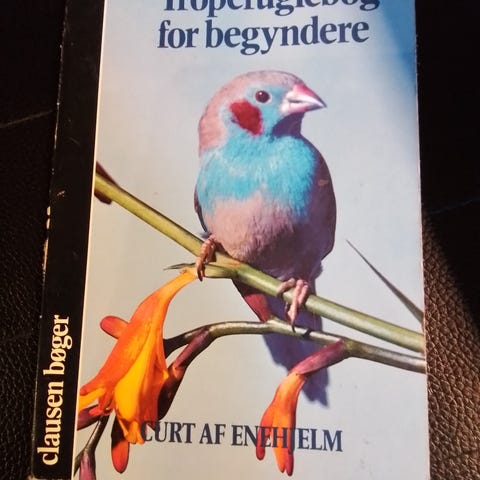 Tropefuglebog
for begyndere
clausen bøger
CURT AF ENEHJELM